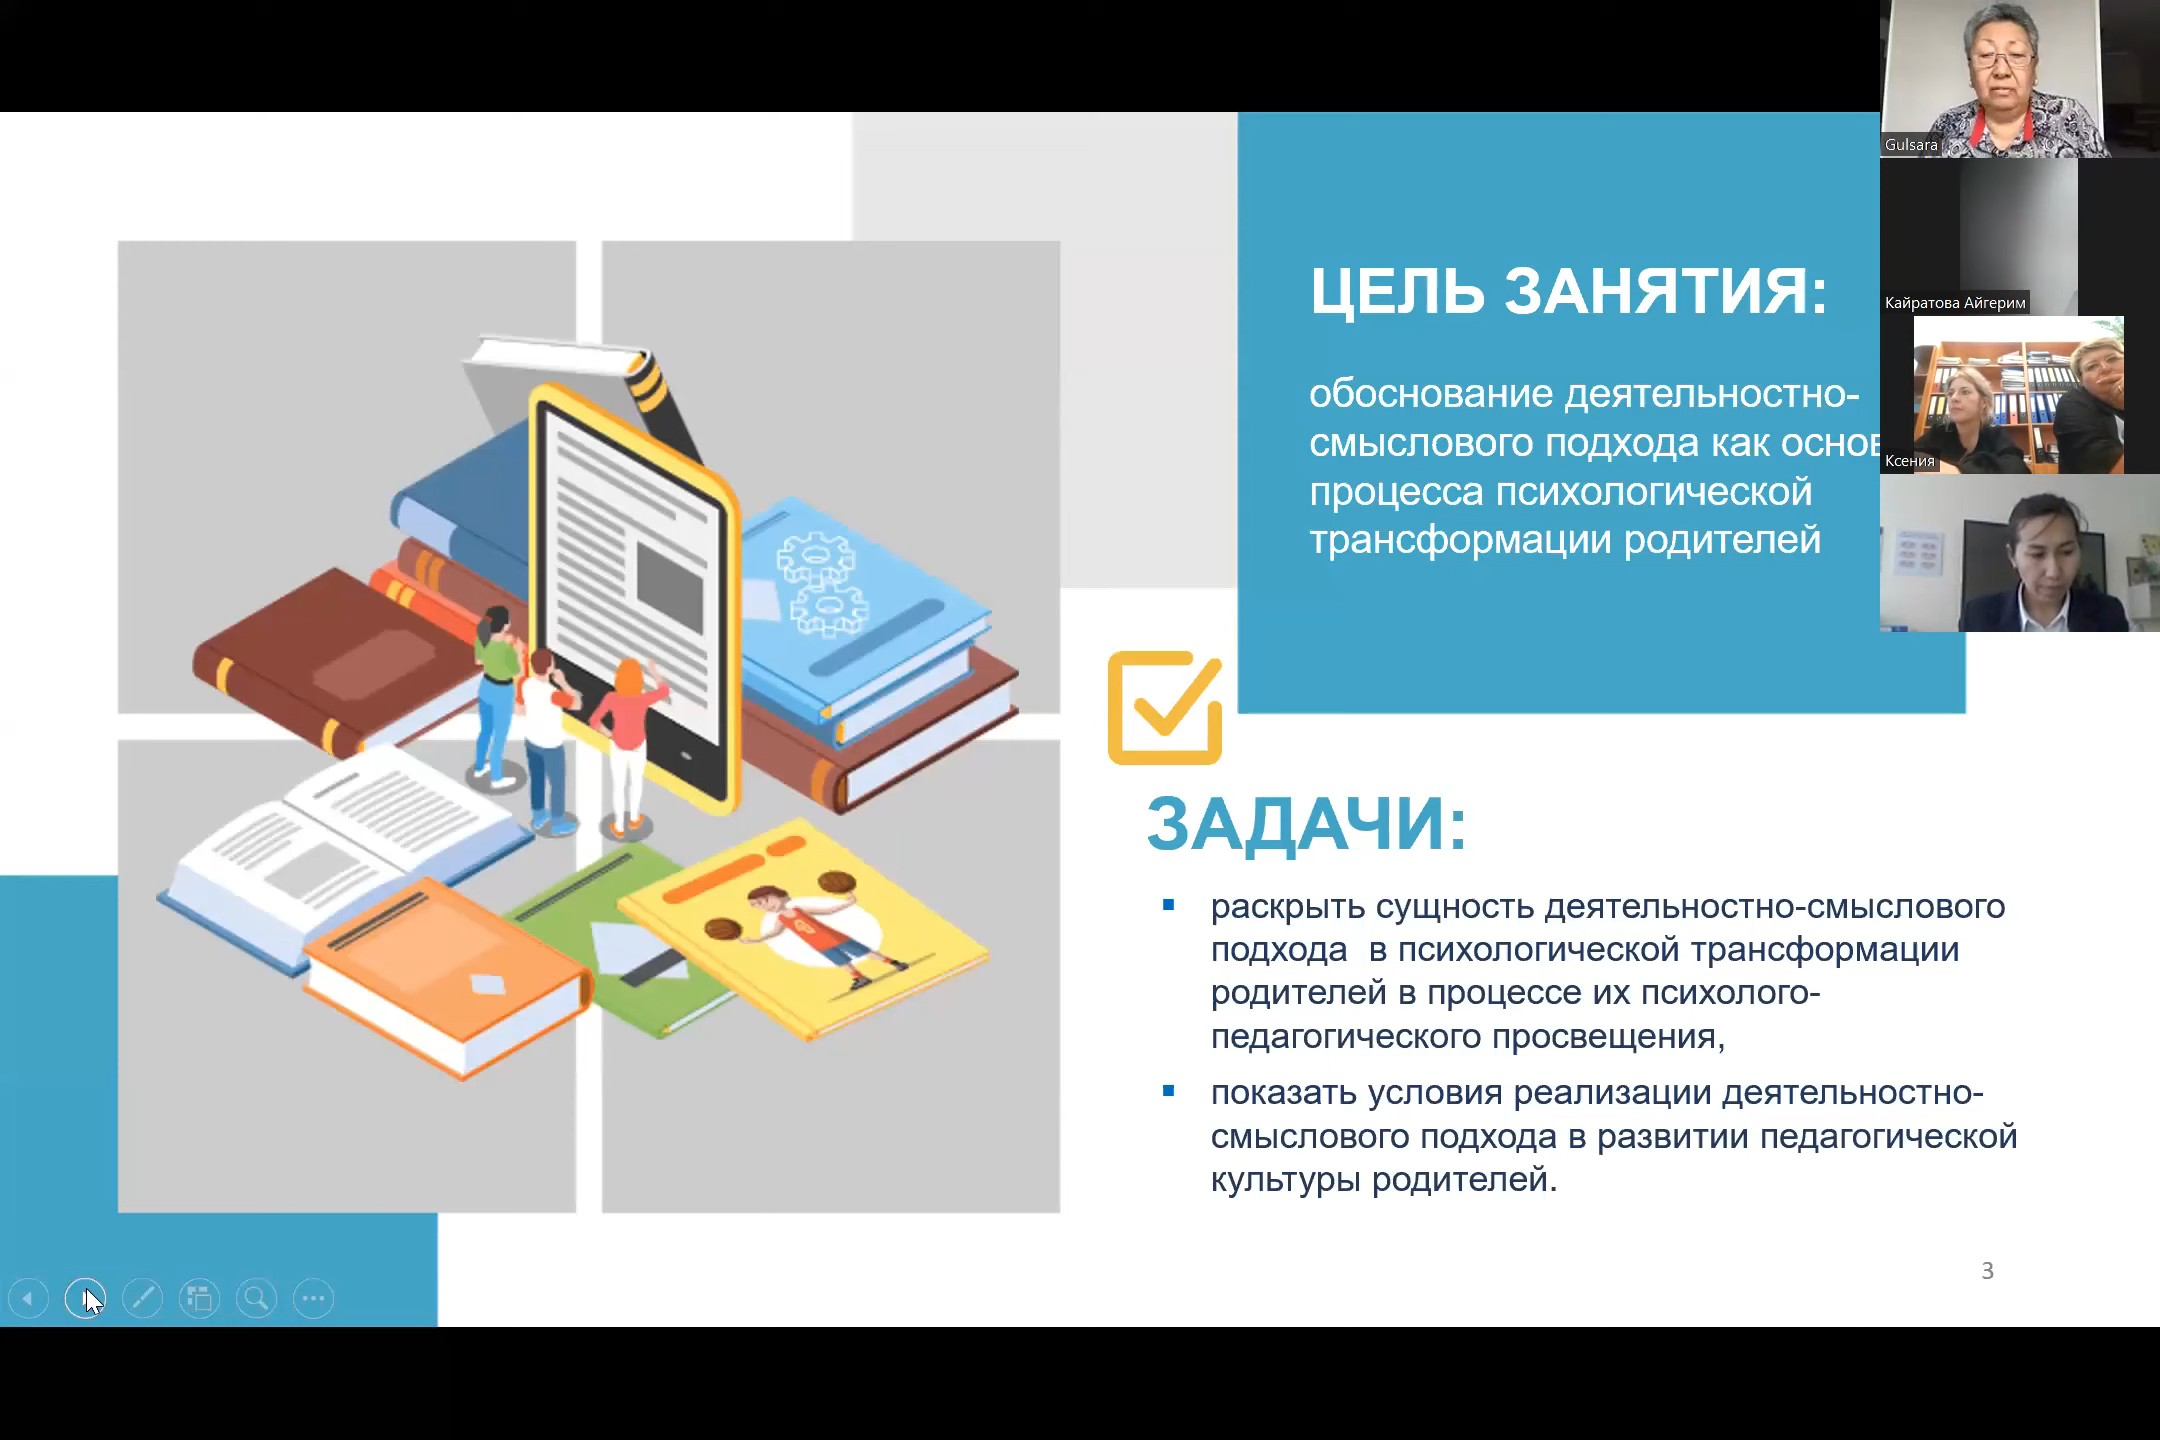 ЦЕЛЬ ЗАНЯТИЯ:
обоснование деятельностно-
смыслового подхода как основ
процесса психологической
трансформации родителей
ЗАДАЧИ:
раскрыть сущность деятельностно-смыслового
подхода в психологической трансформации
родителей в процессе их психолого-
педагогического просвещения,
показать условия реализации деятельностно-
смыслового подхода в развитии педагогической
культуры родителей.
3
Gulsara
Кайратова Айгерим
Ксения